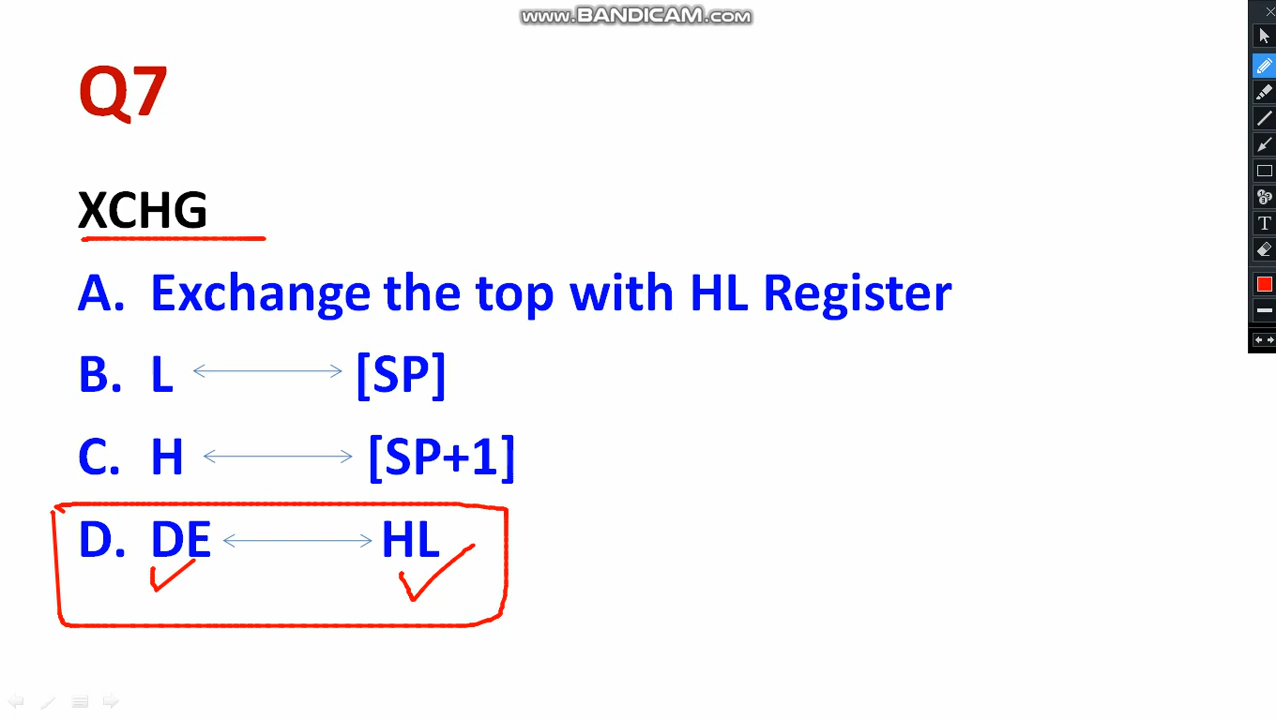 www.BANDICAM.com
Q7
XCHG
A. Exchange the top with HL Register
B. L [SP]
C. H [SP+1]
D. DE HL